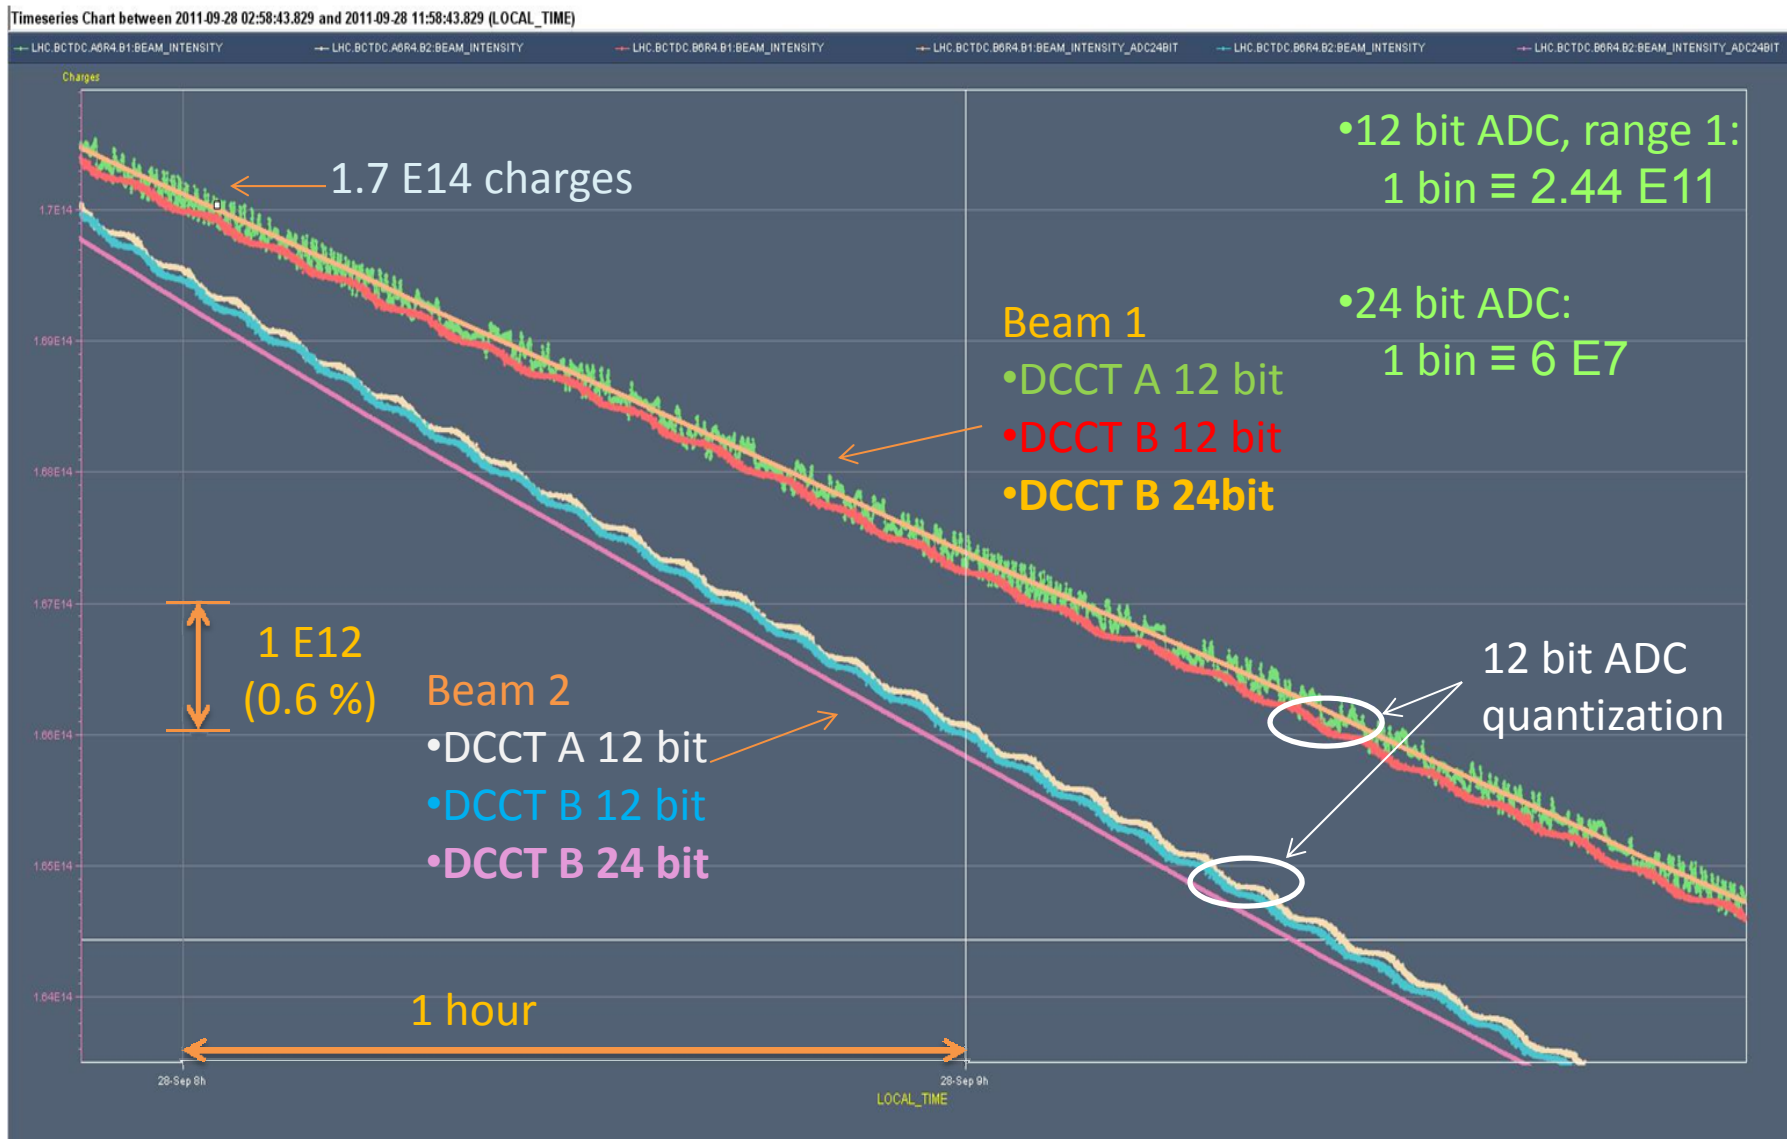 Timeseries Chart between 2011-09-28 02:58:43.829 and 2011-09-28 11:58:43.829 (LOCAL_TIME)
LHC.BCTDC.A6R4.B1:BEAM_INTENSITY LHC.BCTDC.A6R4.B2:BEAM_INTENSITY LHC.BCTDC.B6R4.B1:BEAM_INTENSITY LHC.BCTDC.B6R4.B1:BEAM_INTENSITY_ADC24BIT LHC.BCTDC.B6R4.B2:BEAM_INTENSITY LHC.BCTDC.B6R4.B2:BEAM_INTENSITY_ADC24BIT
Charges
1.7E14
1.69E14
1.68E14
1.67E14
1.66E14
1.65E14
1.64E14
1.7 E14 charges
•12 bit ADC, range 1:
1 bin ≡ 2.44 E11
•24 bit ADC:
1 bin ≡ 6 E7
Beam 1
•DCCT A 12 bit
•DCCT B 12 bit
•DCCT B 24bit
1 E12
(0.6 %)
Beam 2
•DCCT A 12 bit
•DCCT B 12 bit
•DCCT B 24 bit
12 bit ADC
quantization
1 hour
28-Sep 8h
28-Sep 9h
LOCAL_TIME